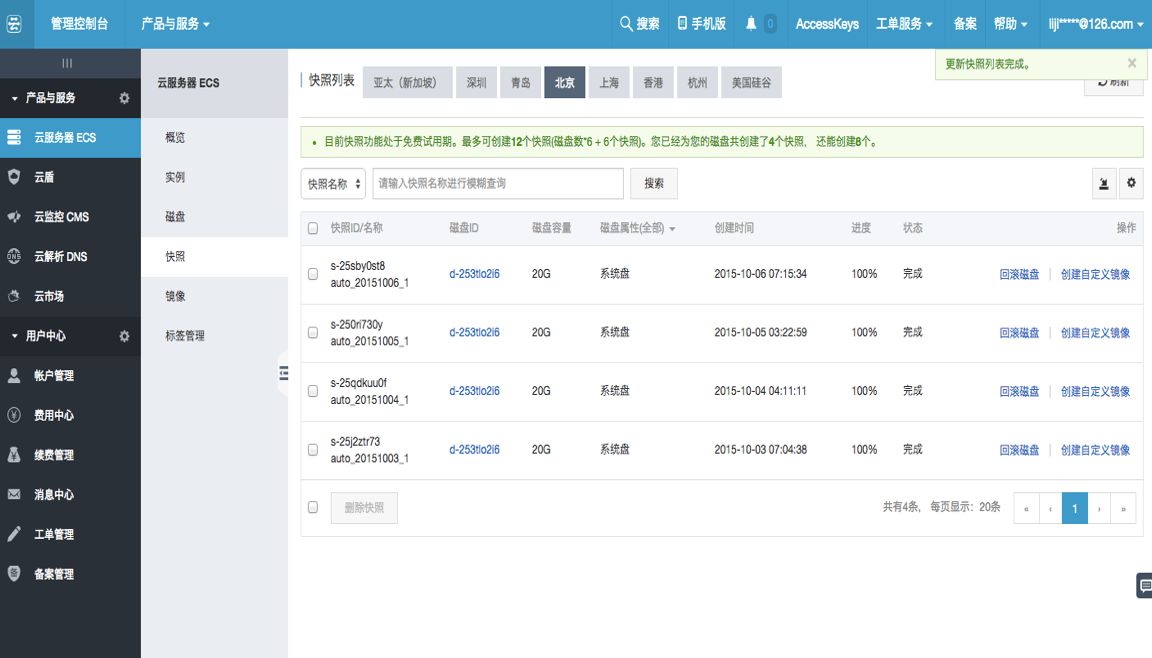 管理控制台 产品与服务 搜索 手机版 0 AccessKeys 工单服务 备案 帮助 liji*****@126.com
更新快照列表完成。 ×
产品与服务
云服务器 ECS
云盾
云监控 CMS
云解析 DNS
云市场
用户中心
帐户管理
费用中心
续费管理
消息中心
工单管理
备案管理
云服务器 ECS
概览
实例
磁盘
快照
镜像
标签管理
快照列表 亚太（新加坡） 深圳 青岛 北京 上海 香港 杭州 美国硅谷 刷新
目前快照功能处于免费试用期。最多可创建12个快照(磁盘数*6 + 6个快照)。您已经为您的磁盘共创建了4个快照， 还能创建8个。
快照名称 请输入快照名称进行模糊查询 搜索
快照ID/名称 磁盘ID 磁盘容量 磁盘属性(全部) 创建时间 进度 状态 操作
s-25sby0st8
auto_20151006_1 d-253tlo2i6 20G 系统盘 2015-10-06 07:15:34 100% 完成 回滚磁盘 | 创建自定义镜像
s-250ri730y
auto_20151005_1 d-253tlo2i6 20G 系统盘 2015-10-05 03:22:59 100% 完成 回滚磁盘 | 创建自定义镜像
s-25qdkuu0f
auto_20151004_1 d-253tlo2i6 20G 系统盘 2015-10-04 04:11:11 100% 完成 回滚磁盘 | 创建自定义镜像
s-25j2ztr73
auto_20151003_1 d-253tlo2i6 20G 系统盘 2015-10-03 07:04:38 100% 完成 回滚磁盘 | 创建自定义镜像
删除快照 共有4条， 每页显示：20条 « ‹ 1 › »